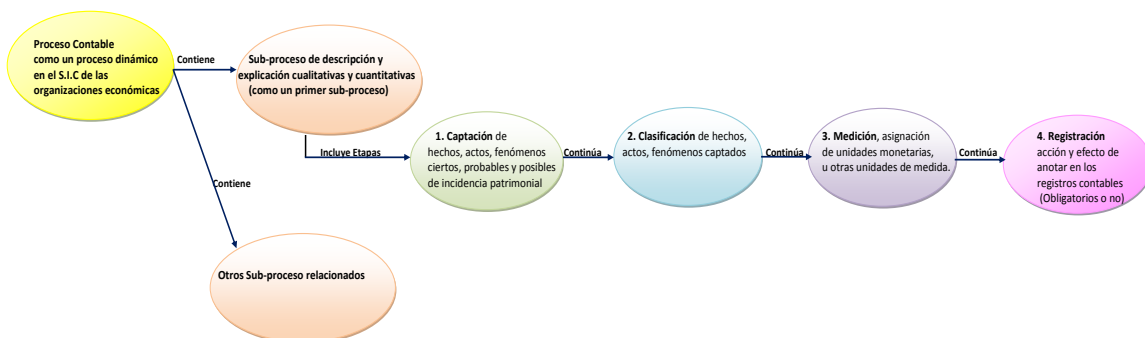 Proceso Contable
como un proceso dinámico
en el S.I.C de las
organizaciones económicas
Contiene
Sub-proceso de descripción y
explicación cualitativas y cuantitativas
(como un primer sub-proceso)
Incluye Etapas
1. Captación de
hechos, actos, fenómenos
ciertos, probables y posibles
de incidencia patrimonial
Continúa
2. Clasificación de hechos,
actos, fenómenos captados
Continúa
3. Medición, asignación
de unidades monetarias,
u otras unidades de medida.
Continúa
4. Registración
acción y efecto de
anotar en los
registros contables
(Obligatorios o no)
Contiene
Otros Sub-proceso relacionados